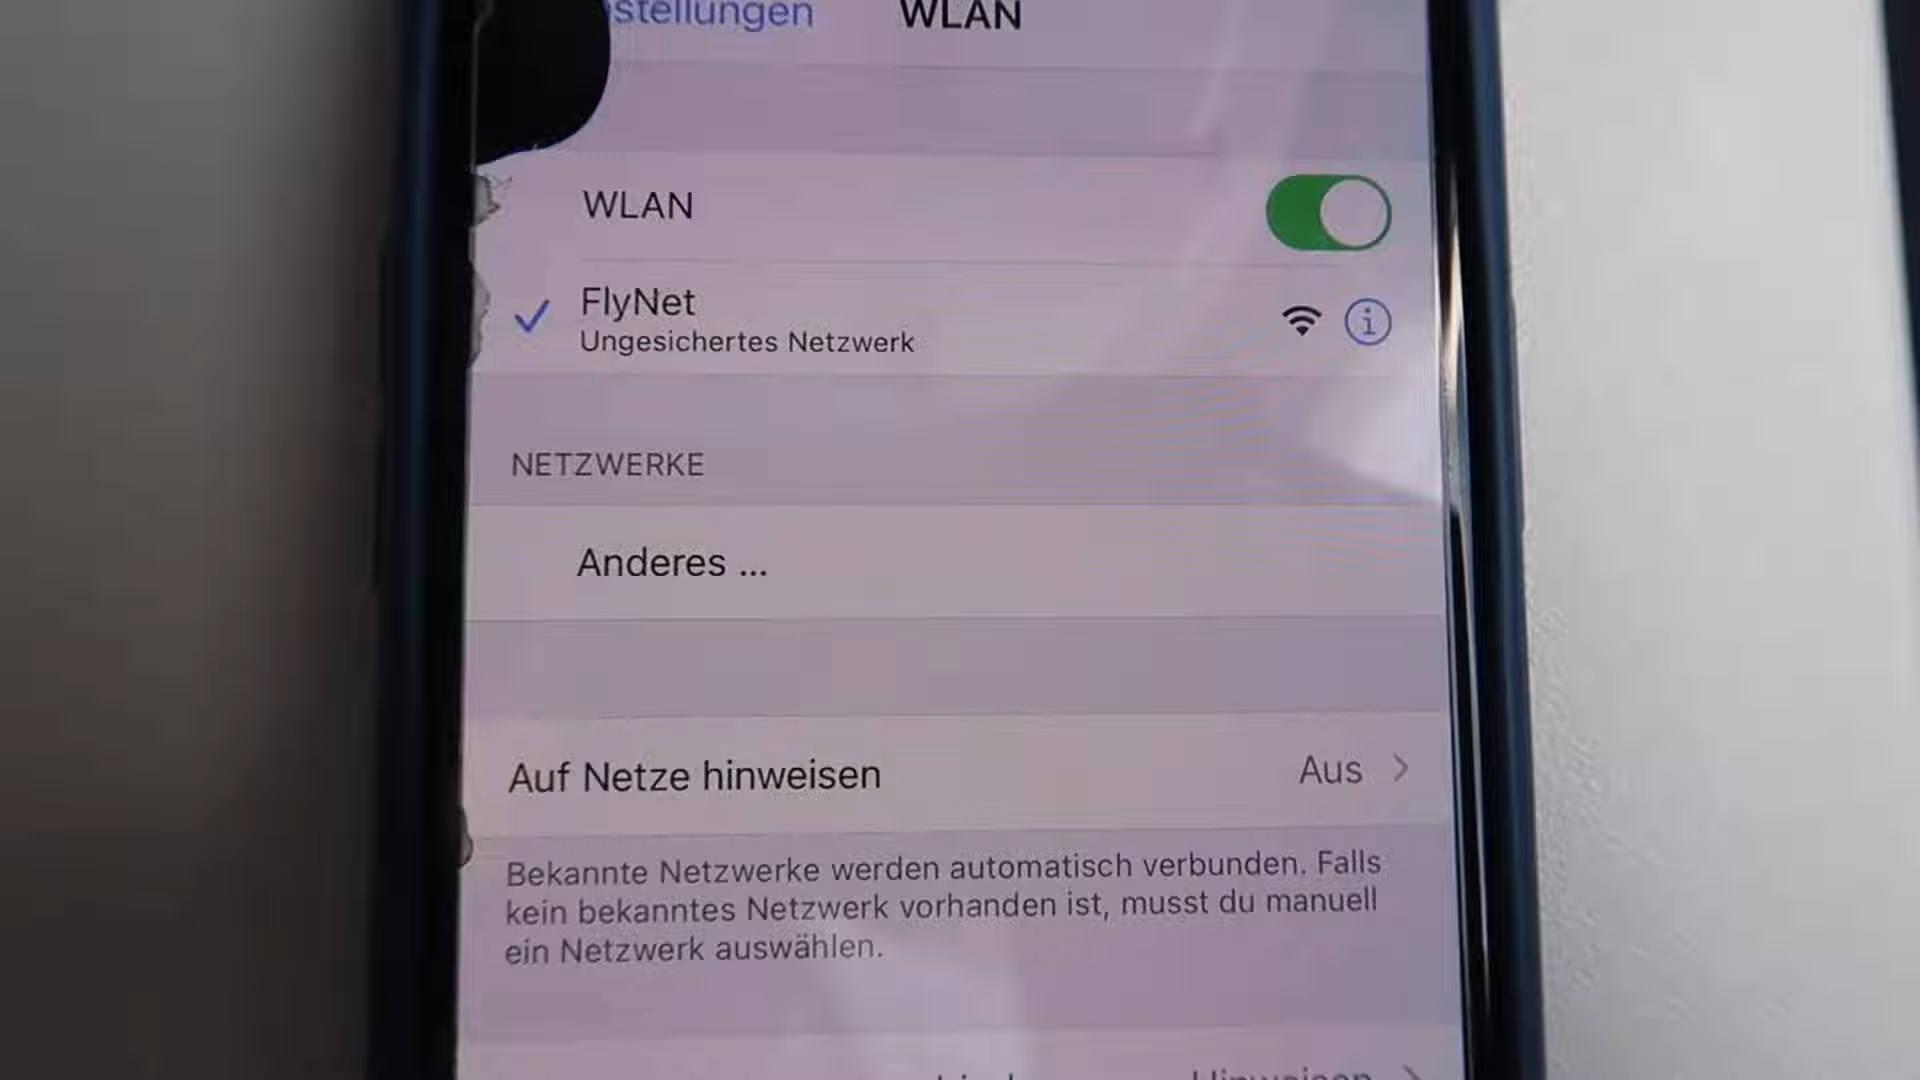 WLAN
WLAN
FlyNet
Ungesichertes Netzwerk
NETZWERKE
Anderes ...
Auf Netze hinweisen
Aus
Bekannte Netzwerke werden automatisch verbunden. Falls
kein bekanntes Netzwerk vorhanden ist, musst du manuell
ein Netzwerk auswählen.